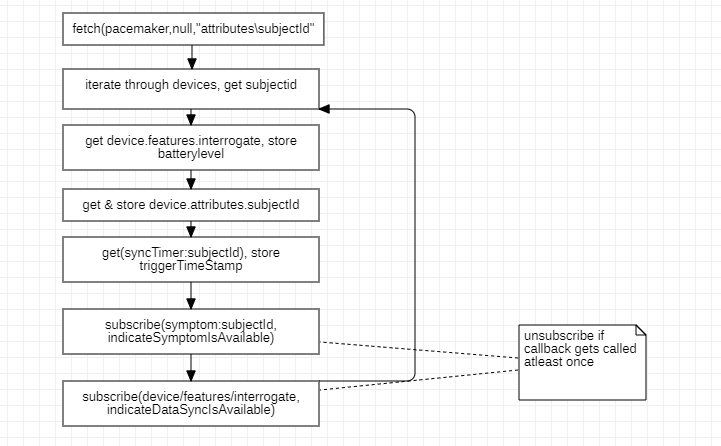 fetch(pacemaker,null,"attributes\subjectId"
iterate through devices, get subjectid
get device.features.interrogate, store
batterylevel
get & store device.attributes.subjectId
get(syncTimer:subjectId), store
triggerTimeStamp
subscribe(symptom:subjectId,
indicateSymptomIsAvailable)
unsubscribe if
callback gets called
atleast once
subscribe(device/features/interrogate,
indicateDataSyncIsAvailable)